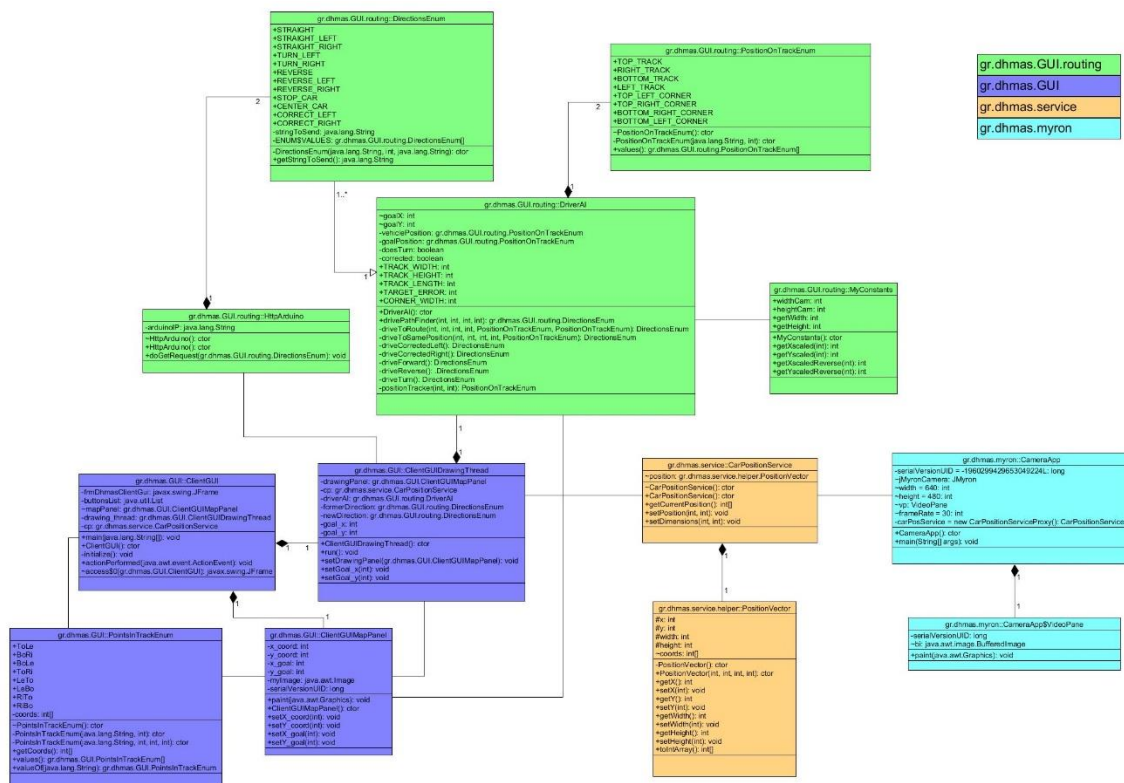 gr.dhmas.GUI.routing::DirectionsEnum
+STRAIGHT
+STRAIGHT_LEFT
+STRAIGHT_RIGHT
+TURN_LEFT
+TURN_RIGHT
+REVERSE
+REVERSE_LEFT
+REVERSE_RIGHT
+STOP_CAR
+CENTER_CAR
+CORRECT_LEFT
+CORRECT_RIGHT
-stringToSend: java.lang.String
-ENUM$VALUES: gr.dhmas.GUI.routing.DirectionsEnum[]
-DirectionsEnum(java.lang.String, int, java.lang.String): ctor
+getStringToSend(): java.lang.String
2
1..*
gr.dhmas.GUI.routing::PositionOnTrackEnum
+TOP_TRACK
+RIGHT_TRACK
+BOTTOM_TRACK
+LEFT_TRACK
+TOP_LEFT_CORNER
+TOP_RIGHT_CORNER
+BOTTOM_RIGHT_CORNER
+BOTTOM_LEFT_CORNER
~PositionOnTrackEnum(): ctor
-PositionOnTrackEnum(java.lang.String, int): ctor
+values(): gr.dhmas.GUI.routing.PositionOnTrackEnum[]
2
1
gr.dhmas.GUI.routing
gr.dhmas.GUI
gr.dhmas.service
gr.dhmas.myron
gr.dhmas.GUI.routing::DriverAI
~goalX: int
~goalY: int
-vehiclePosition: gr.dhmas.GUI.routing.PositionOnTrackEnum
-goalPosition: gr.dhmas.GUI.routing.PositionOnTrackEnum
-doesTurn: boolean
-corrected: boolean
+TRACK_WIDTH: int
+TRACK_HEIGHT: int
+TRACK_LENGTH: int
+TARGET_ERROR: int
+CORNER_WIDTH: int
+DriverAI(): ctor
+drivePathFinder(int, int, int, int): gr.dhmas.GUI.routing.DirectionsEnum
-driveToRoute(int, int, int, int, PositionOnTrackEnum, PositionOnTrackEnum): DirectionsEnum
-driveToSamePosition(int, int, int, int, PositionOnTrackEnum): DirectionsEnum
-driveCorrectedLeft(): DirectionsEnum
-driveCorrectedRight(): DirectionsEnum
-driveForward(): DirectionsEnum
-driveReverse(): .DirectionsEnum
-driveTurn(): DirectionsEnum
-positionTracker(int, int): PositionOnTrackEnum
1
1
gr.dhmas.GUI.routing::HttpArduino
-arduinoIP: java.lang.String
~HttpArduino(): ctor
+HttpArduino(): ctor
+doGetRequest(gr.dhmas.GUI.routing.DirectionsEnum): void
1
gr.dhmas.GUI.routing::MyConstants
+widthCam: int
+heightCam: int
+getWidth: int
+getHeight: int
+MyConstants(): ctor
+getXscaled(int): int
+getYscaled(int): int
+getXscaledReverse(int): int
+getYscaledReverse(int): int
gr.dhmas.GUI::ClientGUI
-frmDhmasClientGui: javax.swing.JFrame
-buttonsList: java.util.List
~mapPanel: gr.dhmas.GUI.ClientGUIMapPanel
-drawing_thread: gr.dhmas.GUI.ClientGUIDrawingThread
~cp: gr.dhmas.service.CarPositionService
+main(java.lang.String[]): void
+ClientGUI(): ctor
-initialize(): void
+actionPerformed(java.awt.event.ActionEvent): void
+access$0(gr.dhmas.GUI.ClientGUI): javax.swing.JFrame
1
1
1
gr.dhmas.GUI::ClientGUIDrawingThread
-drawingPanel: gr.dhmas.GUI.ClientGUIMapPanel
-cp: gr.dhmas.service.CarPositionService
-driverAI: gr.dhmas.GUI.routing.DriverAI
-formerDirection: gr.dhmas.GUI.routing.DirectionsEnum
-newDirection: gr.dhmas.GUI.routing.DirectionsEnum
-goal_x: int
-goal_y: int
+ClientGUIDrawingThread(): ctor
+run(): void
+setDrawingPanel(gr.dhmas.GUI.ClientGUIMapPanel): void
+setGoal_x(int): void
+setGoal_y(int): void
1
gr.dhmas.service::CarPositionService
~position: gr.dhmas.service.helper.PositionVector
-CarPositionService(): ctor
+CarPositionService(): ctor
+getCurrentPosition(): int[]
+setPosition(int, int): void
+setDimensions(int, int): void
1
1
gr.dhmas.myron::CameraApp
-serialVersionUID = -1960299429653049224L: long
~jMyronCamera: JMyron
~width = 640: int
~height = 480: int
~vp: VideoPane
~frameRate = 30: int
-carPosService = new CarPositionServiceProxy(): CarPositionService
+CameraApp(): ctor
+main(String[] args): void
1
1
gr.dhmas.GUI::PointsInTrackEnum
+ToLe
+BoRi
+BoLe
+ToRi
+LeTo
+LeBo
+RiTo
+RiBo
-coords: int[]
~PointsInTrackEnum(): ctor
-PointsInTrackEnum(java.lang.String, int): ctor
-PointsInTrackEnum(java.lang.String, int, int, int): ctor
+getCoords(): int[]
+values(): gr.dhmas.GUI.PointsInTrackEnum[]
+valueOf(java.lang.String): gr.dhmas.GUI.PointsInTrackEnum
1
gr.dhmas.GUI::ClientGUIMapPanel
-x_coord: int
-y_coord: int
-x_goal: int
-y_goal: int
-myImage: java.awt.Image
-serialVersionUID: long
+paint(java.awt.Graphics): void
+ClientGUIMapPanel(): ctor
+setX_coord(int): void
+setY_coord(int): void
+setX_goal(int): void
+setY_goal(int): void
gr.dhmas.service.helper::PositionVector
#x: int
#y: int
#width: int
#height: int
~coords: int[]
-PositionVector(): ctor
+PositionVector(int, int, int, int): ctor
+getX(): int
+setX(int): void
+getY(): int
+setY(int): void
+getWidth(): int
+setWidth(int): void
+getHeight(): int
+setHeight(int): void
+toIntArray(): int[]
gr.dhmas.myron::CameraApp$VideoPane
-serialVersionUID: long
~bi: java.awt.image.BufferedImage
+paint(java.awt.Graphics): void